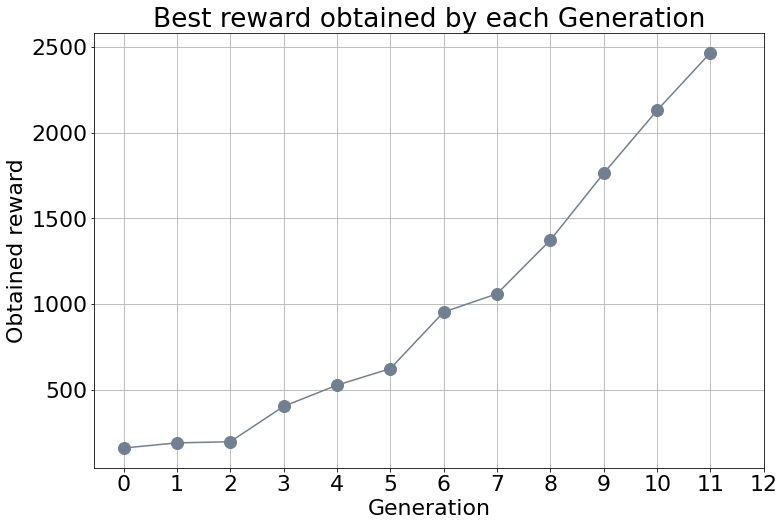 Best reward obtained by each Generation
2500
2000
1500
1000
500
Obtained reward
0 1 2 3 4 5 6 7 8 9 10 11 12
Generation